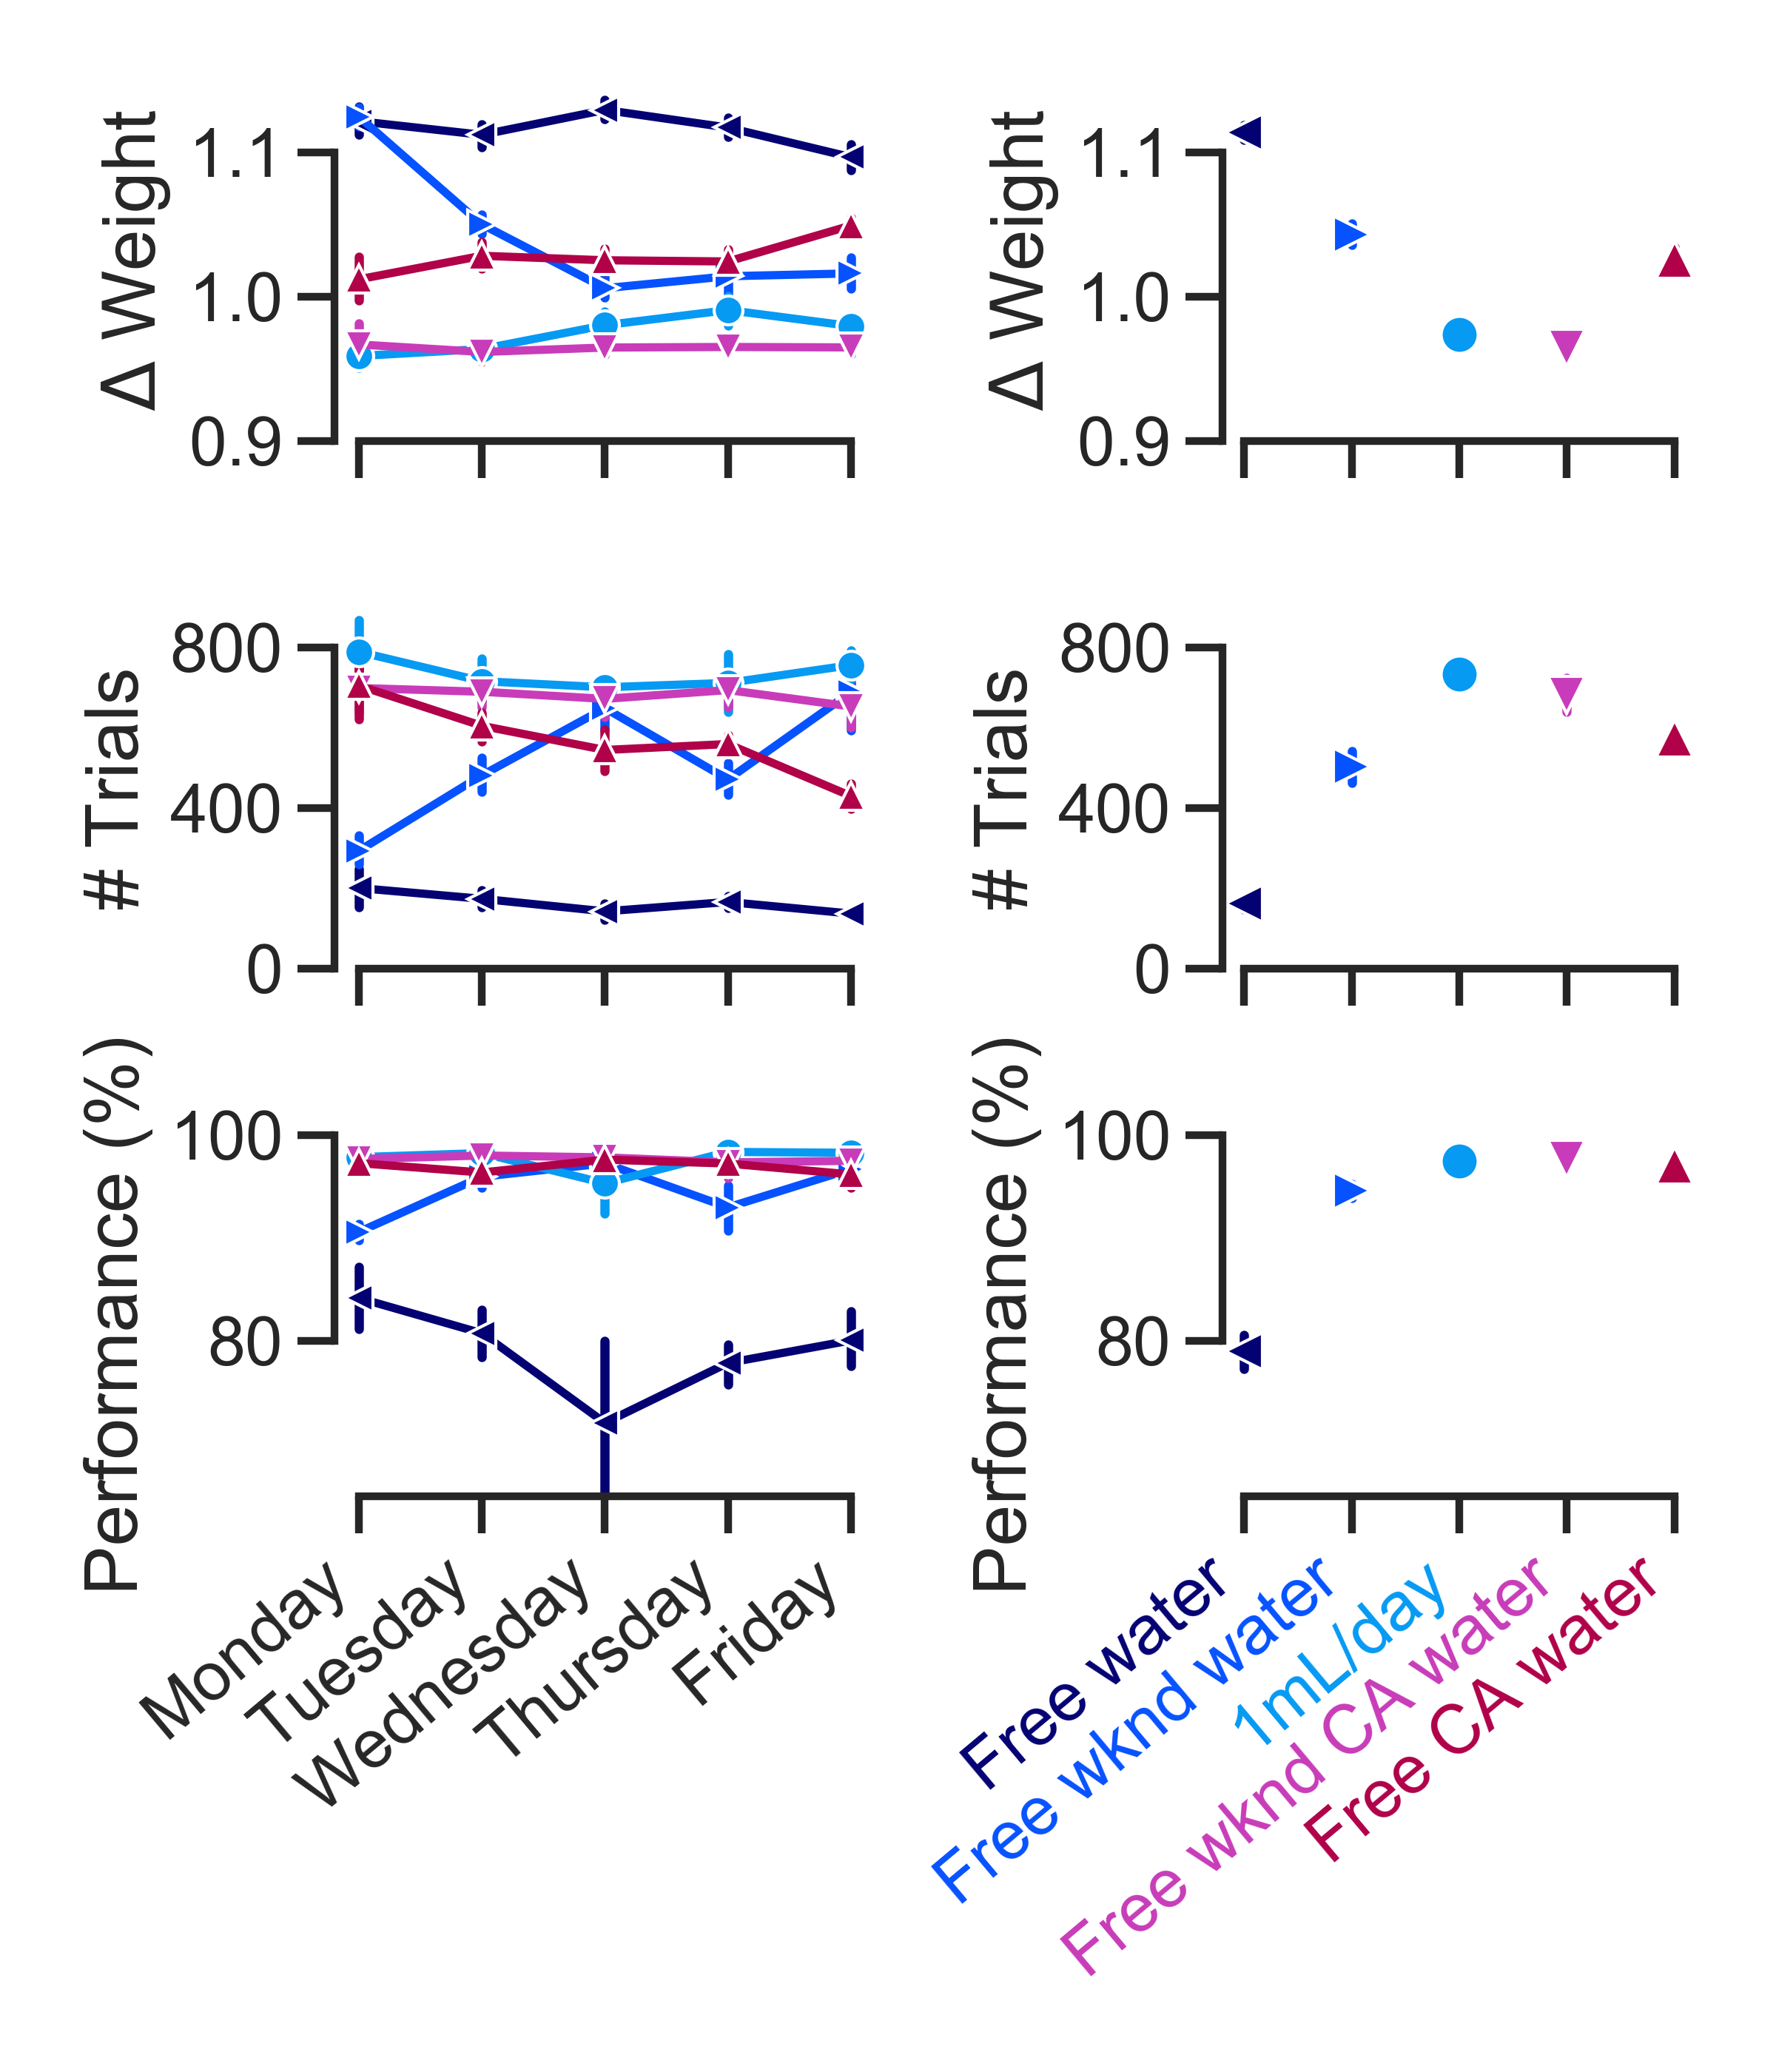 Δ Weight
1.1
1.0
0.9
Δ Weight
1.1
1.0
0.9
# Trials
800
400
0
# Trials
800
400
0
Performance (%)
100
80
Monday
Tuesday
Wednesday
Thursday
Friday
Performance (%)
100
80
Free water
Free wknd water
1mL/day
Free wknd CA water
Free CA water